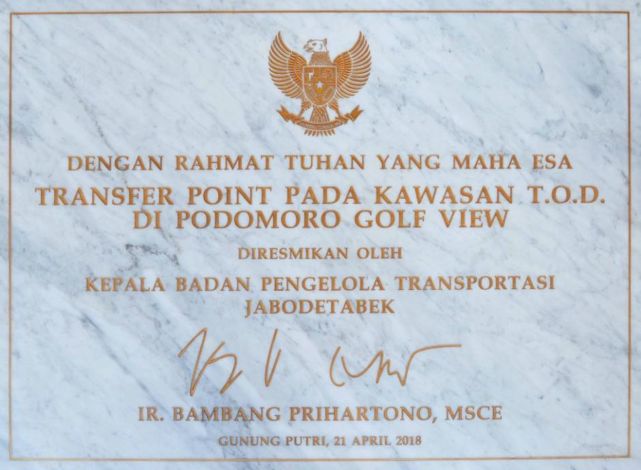 DENGAN RAHMAT TUHAN YANG MAHA ESA
TRANSFER POINT PADA KAWASAN T.O.D.
DI PODOMORO GOLF VIEW
DIRESMIKAN OLEH
KEPALA BADAN PENGELOLA TRANSPORTASI
JABODETABEK
IR. BAMBANG PRIHARTONO, MSCE
GUNUNG PUTRI, 21 APRIL 2018